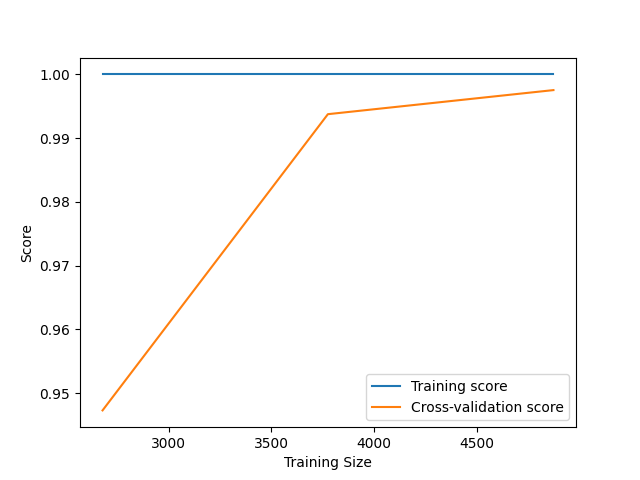 1.00
0.99
0.98
0.97
0.96
0.95
Score
3000 3500 4000 4500
Training Size
Training score
Cross-validation score